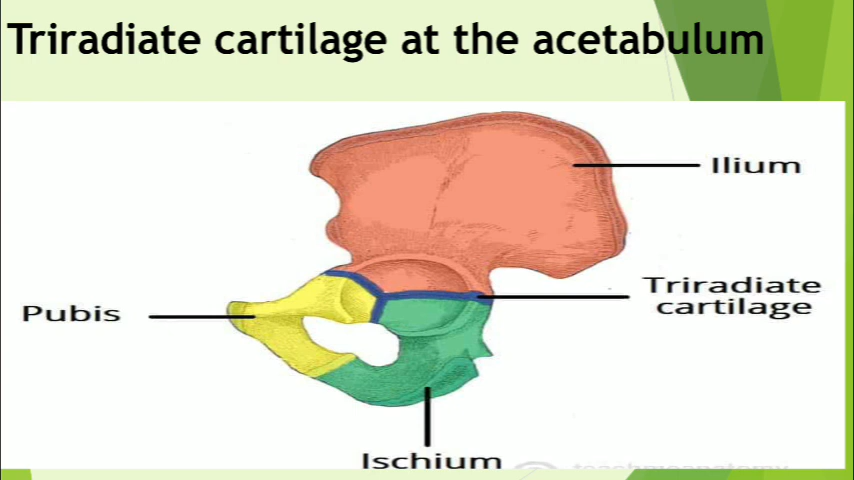 Triradiate cartilage at the acetabulum
Ilium
Triradiate
cartilage
Pubis
Ischium